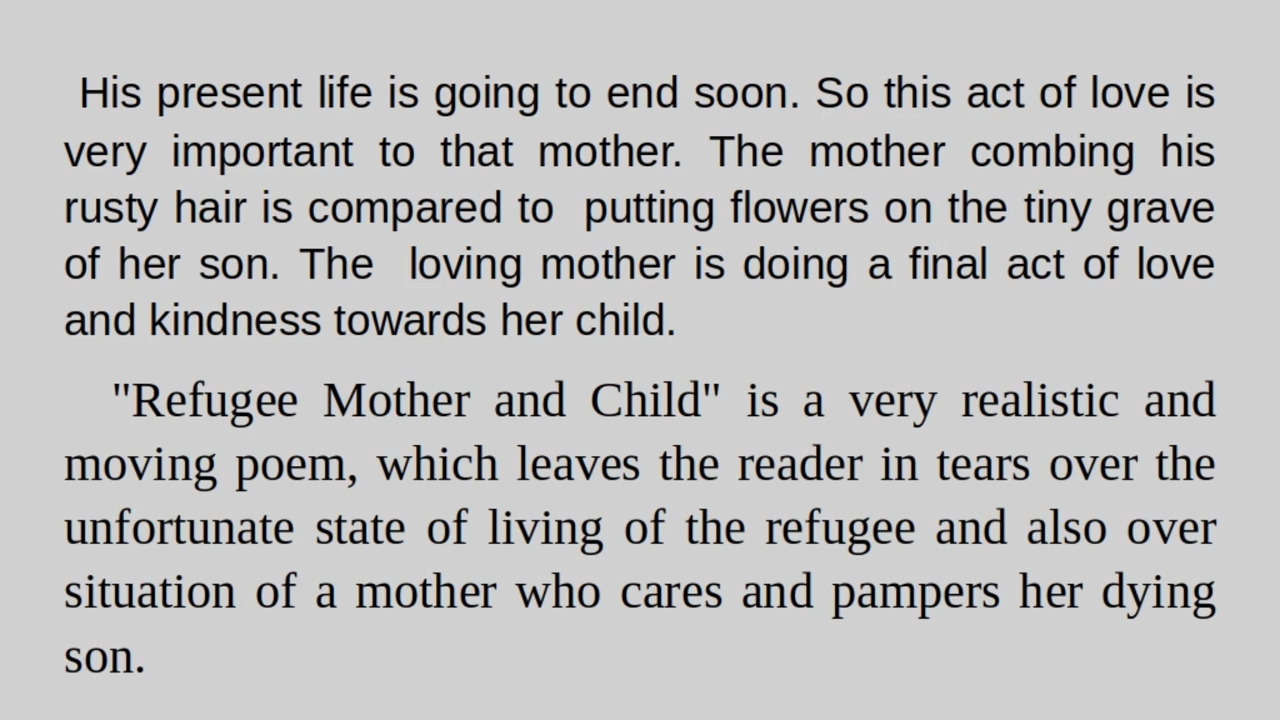 His present life is going to end soon. So this act of love is
very important to that mother. The mother combing his
rusty hair is compared to putting flowers on the tiny grave
of her son. The loving mother is doing a final act of love
and kindness towards her child.
"Refugee Mother and Child" is a very realistic and
moving poem, which leaves the reader in tears over the
unfortunate state of living of the refugee and also over
situation of a mother who cares and pampers her dying
son.